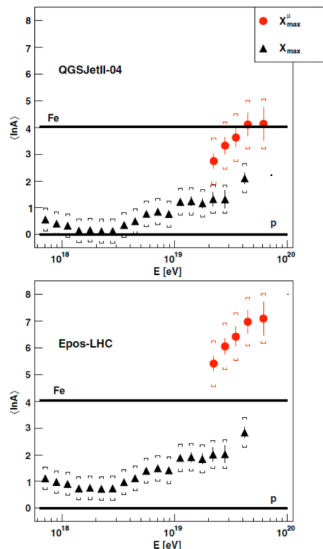 X^μ_max
X_max
QGSJetII-04
8
7
6
5
Fe
4
3
2
1
p
0
⟨lnA⟩
10^18
10^19
10^20
E [eV]
8
7
6
Epos-LHC
5
Fe
4
3
2
1
p
0
⟨lnA⟩
10^18
10^19
10^20
E [eV]